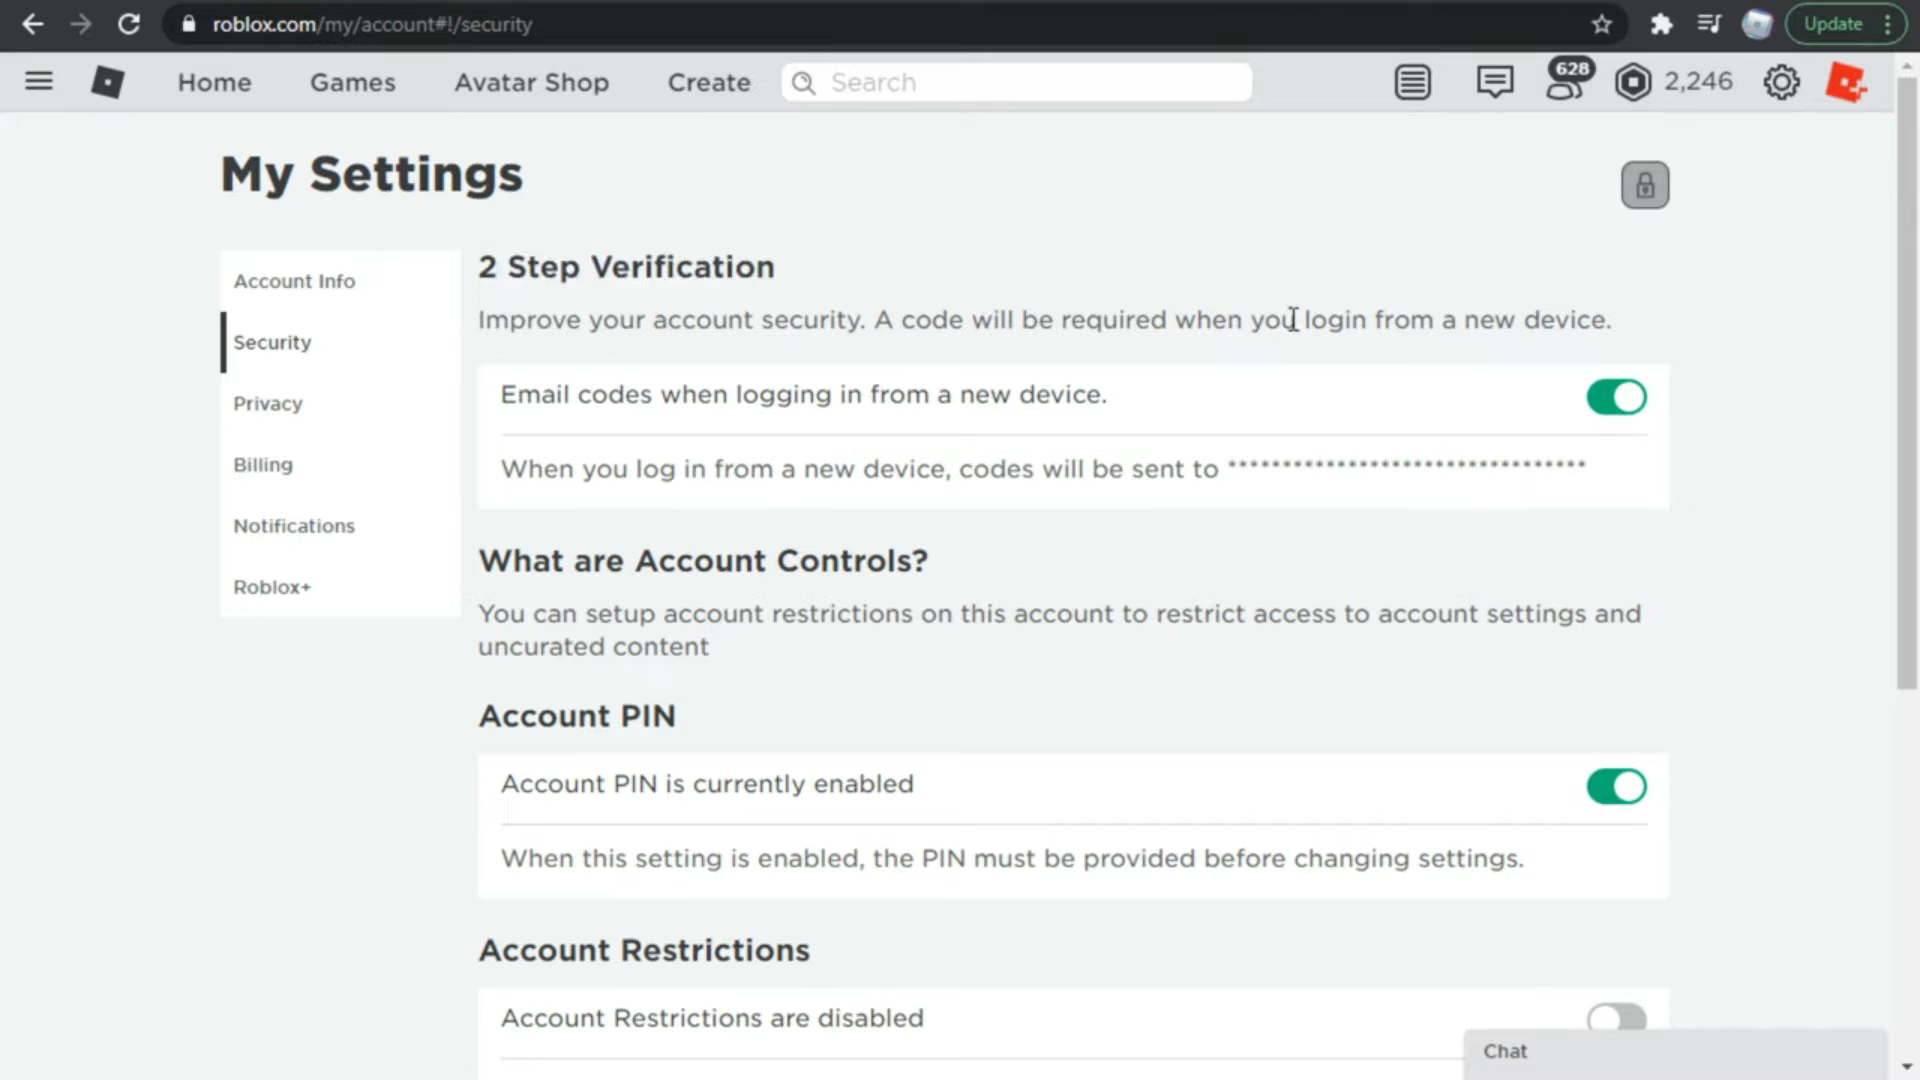 roblox.com/my/account#!/security
Update
Home
Games
Avatar Shop
Create
Search
628
2,246
My Settings
Account Info
Security
Privacy
Billing
Notifications
Roblox+
2 Step Verification
Improve your account security. A code will be required when you login from a new device.
Email codes when logging in from a new device.
When you log in from a new device, codes will be sent to *********************************
What are Account Controls?
You can setup account restrictions on this account to restrict access to account settings and
uncurated content
Account PIN
Account PIN is currently enabled
When this setting is enabled, the PIN must be provided before changing settings.
Account Restrictions
Account Restrictions are disabled
Chat